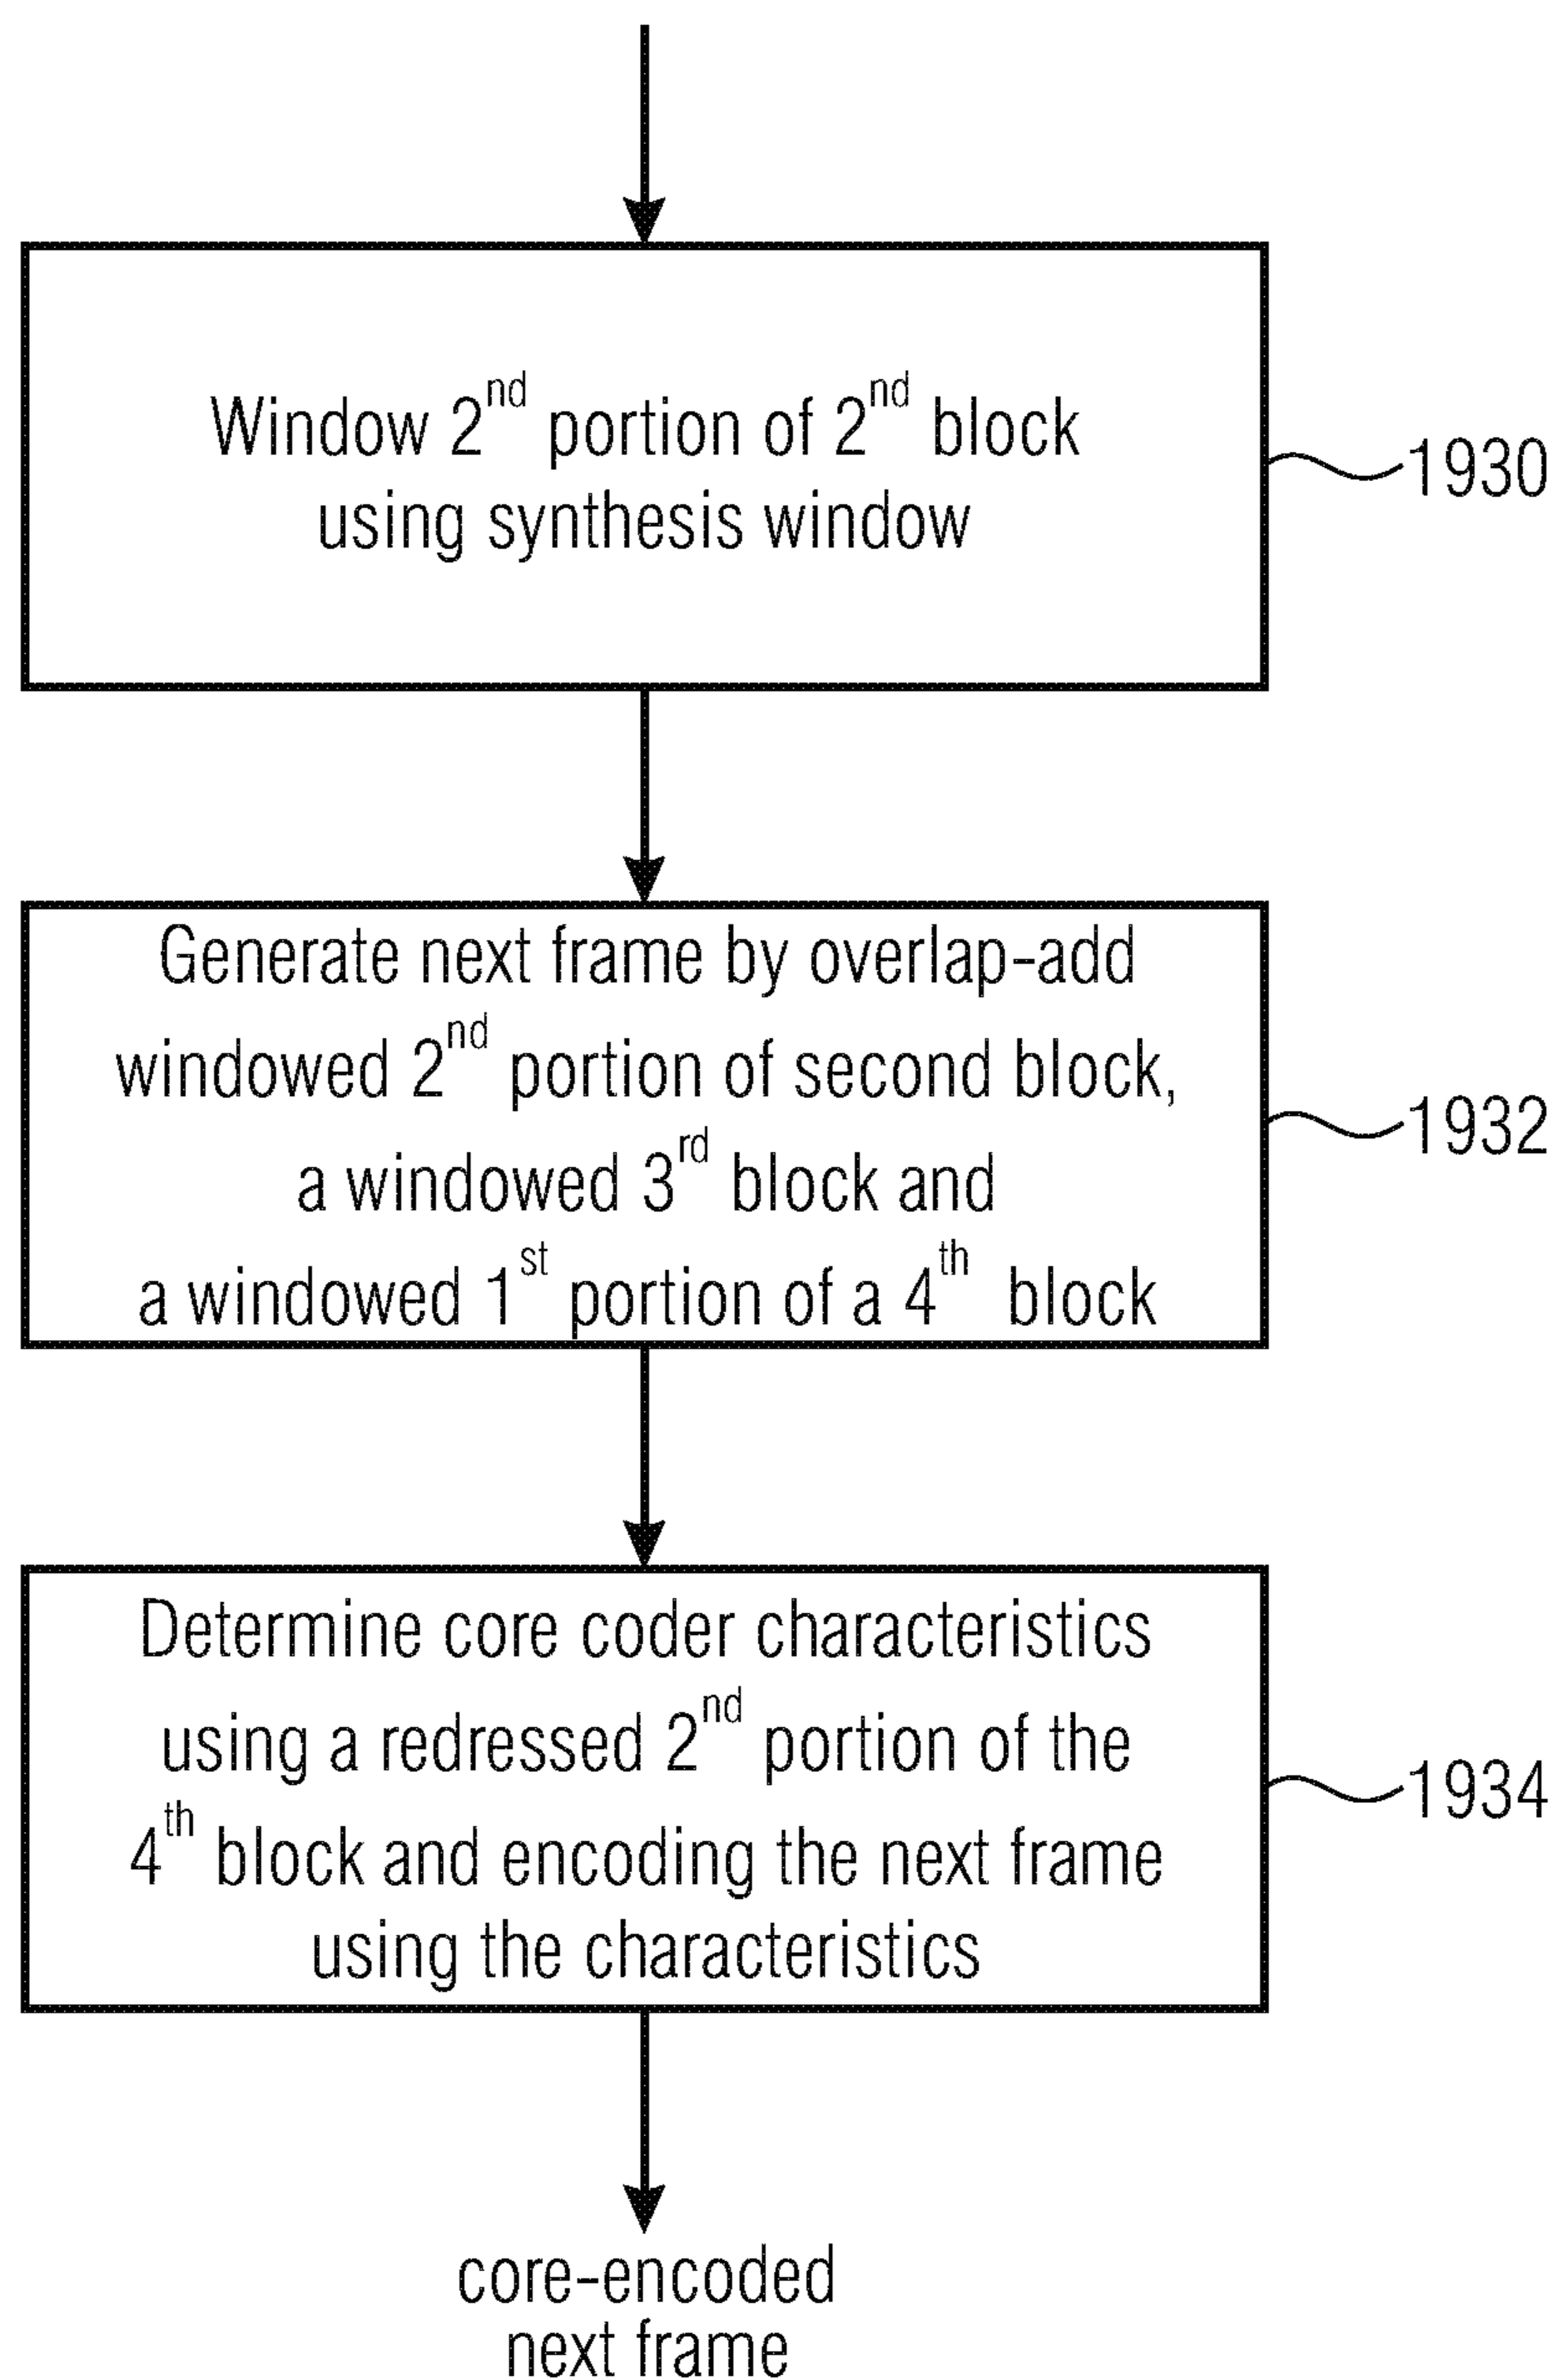 Window 2nd portion of 2nd block
using synthesis window
1930
Generate next frame by overlap-add
windowed 2nd portion of second block,
a windowed 3rd block and
a windowed 1st portion of a 4th block
1932
Determine core coder characteristics
using a redressed 2nd portion of the
4th block and encoding the next frame
using the characteristics
1934
core-encoded
next frame